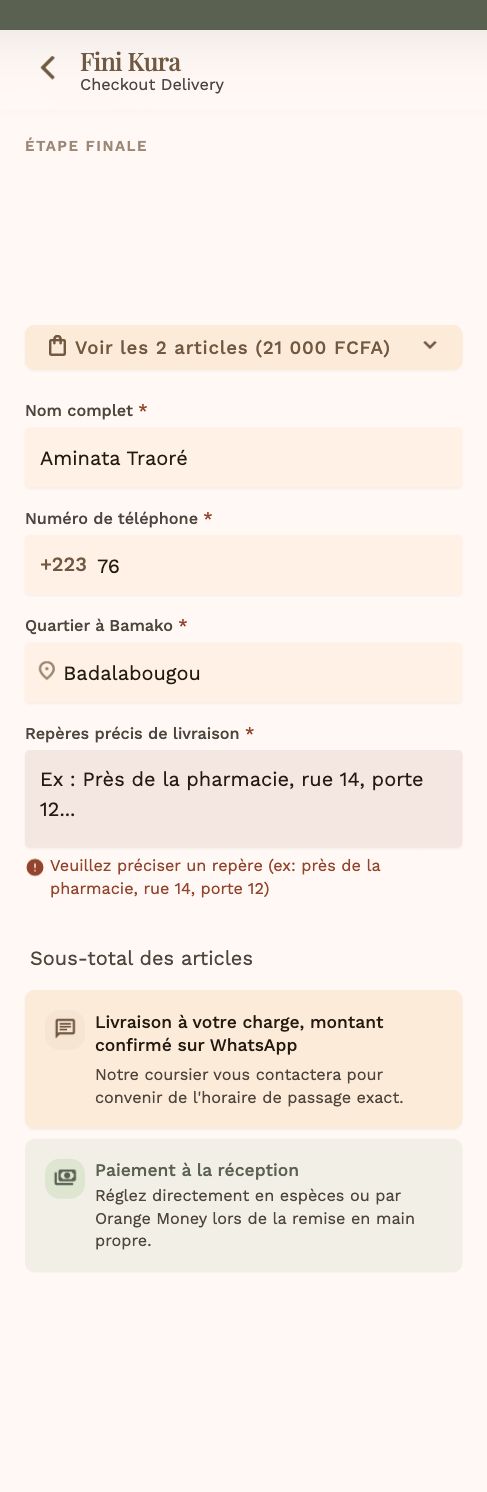 Fini Kura
Checkout Delivery
ÉTAPE FINALE
Voir les 2 articles (21 000 FCFA)
Nom complet *
Aminata Traoré
Numéro de téléphone *
+223 76
Quartier à Bamako *
Badalabougou
Repères précis de livraison *
Ex : Près de la pharmacie, rue 14, porte
12...
Veuillez préciser un repère (ex: près de la
pharmacie, rue 14, porte 12)
Sous-total des articles
Livraison à votre charge, montant
confirmé sur WhatsApp
Notre coursier vous contactera pour
convenir de l'horaire de passage exact.
Paiement à la réception
Réglez directement en espèces ou par
Orange Money lors de la remise en main
propre.